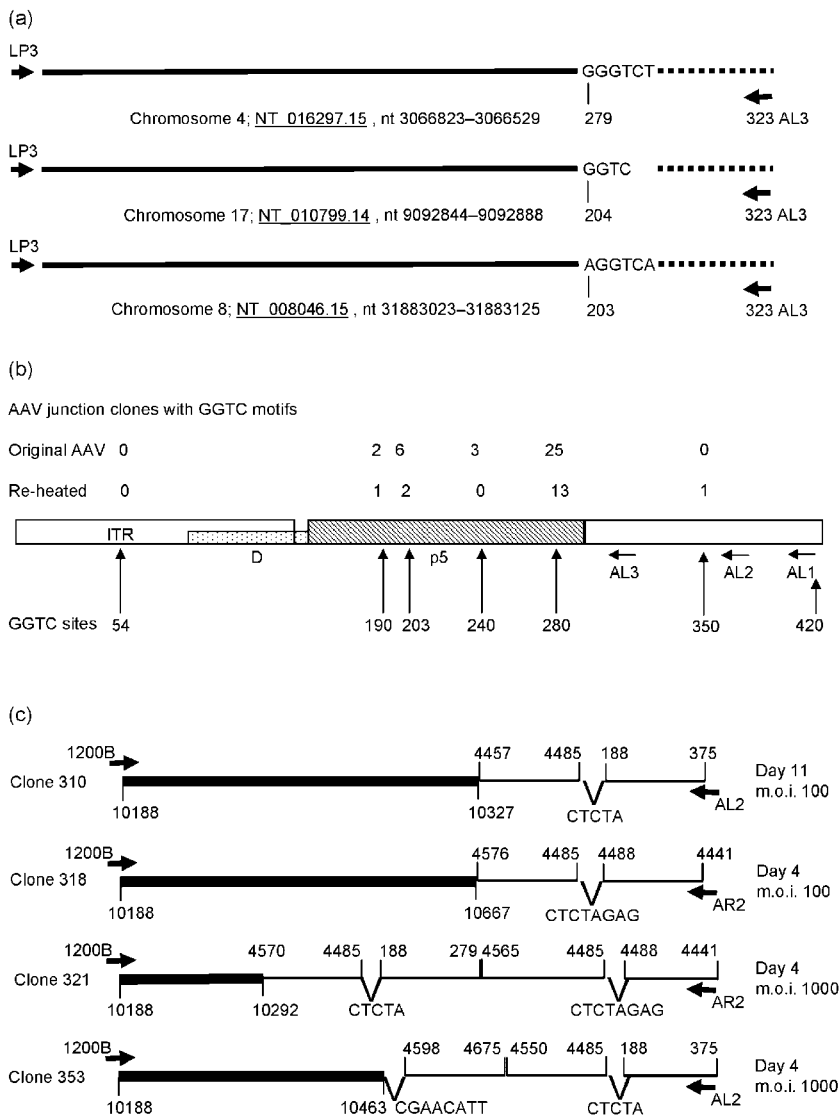 (a)
LP3
GGGTCT
Chromosome 4; NT_016297.15 , nt 3066823–3066529
279
323 AL3
LP3
GGTC
Chromosome 17; NT_010799.14 , nt 9092844–9092888
204
323 AL3
LP3
AGGTCA
Chromosome 8; NT_008046.15 , nt 31883023–31883125
203
323 AL3
(b)
AAV junction clones with GGTC motifs
Original AAV 0 2 6 3 25 0
Re-heated 0 1 2 0 13 1
ITR
D p5 AL3 AL2 AL1
GGTC sites 54 190 203 240 280 350 420
(c)
1200B 4457 4485 188 375 Day 11
Clone 310 m.o.i. 100
10188 10327 CTCTA AL2
1200B 4576 4485 4488 4441 Day 4
Clone 318 m.o.i. 100
10188 10667 CTCTAGAG AR2
1200B 4570 4485 188 279 4565 4485 4488 4441 Day 4
Clone 321 m.o.i. 1000
10188 10292 CTCTA CTCTAGAG AR2
1200B 4598 4675 4550 4485 188 375 Day 4
Clone 353 m.o.i. 1000
10188 10463 CGAACATT CTCTA AL2